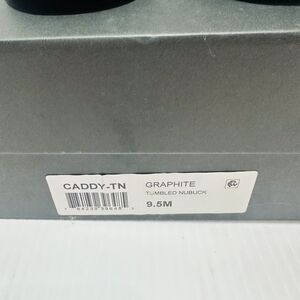 CADDY-TN
GRAPHITE
TUMBLED NUBUCK
9.5M